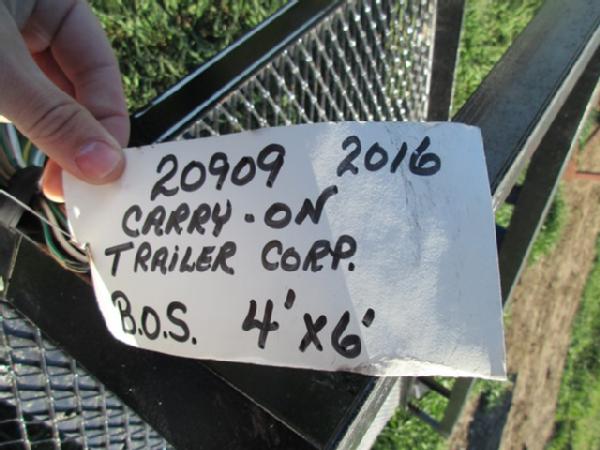 20909 2016
CARRY-ON
TRAILER CORP.
B.O.S. 4'x6'